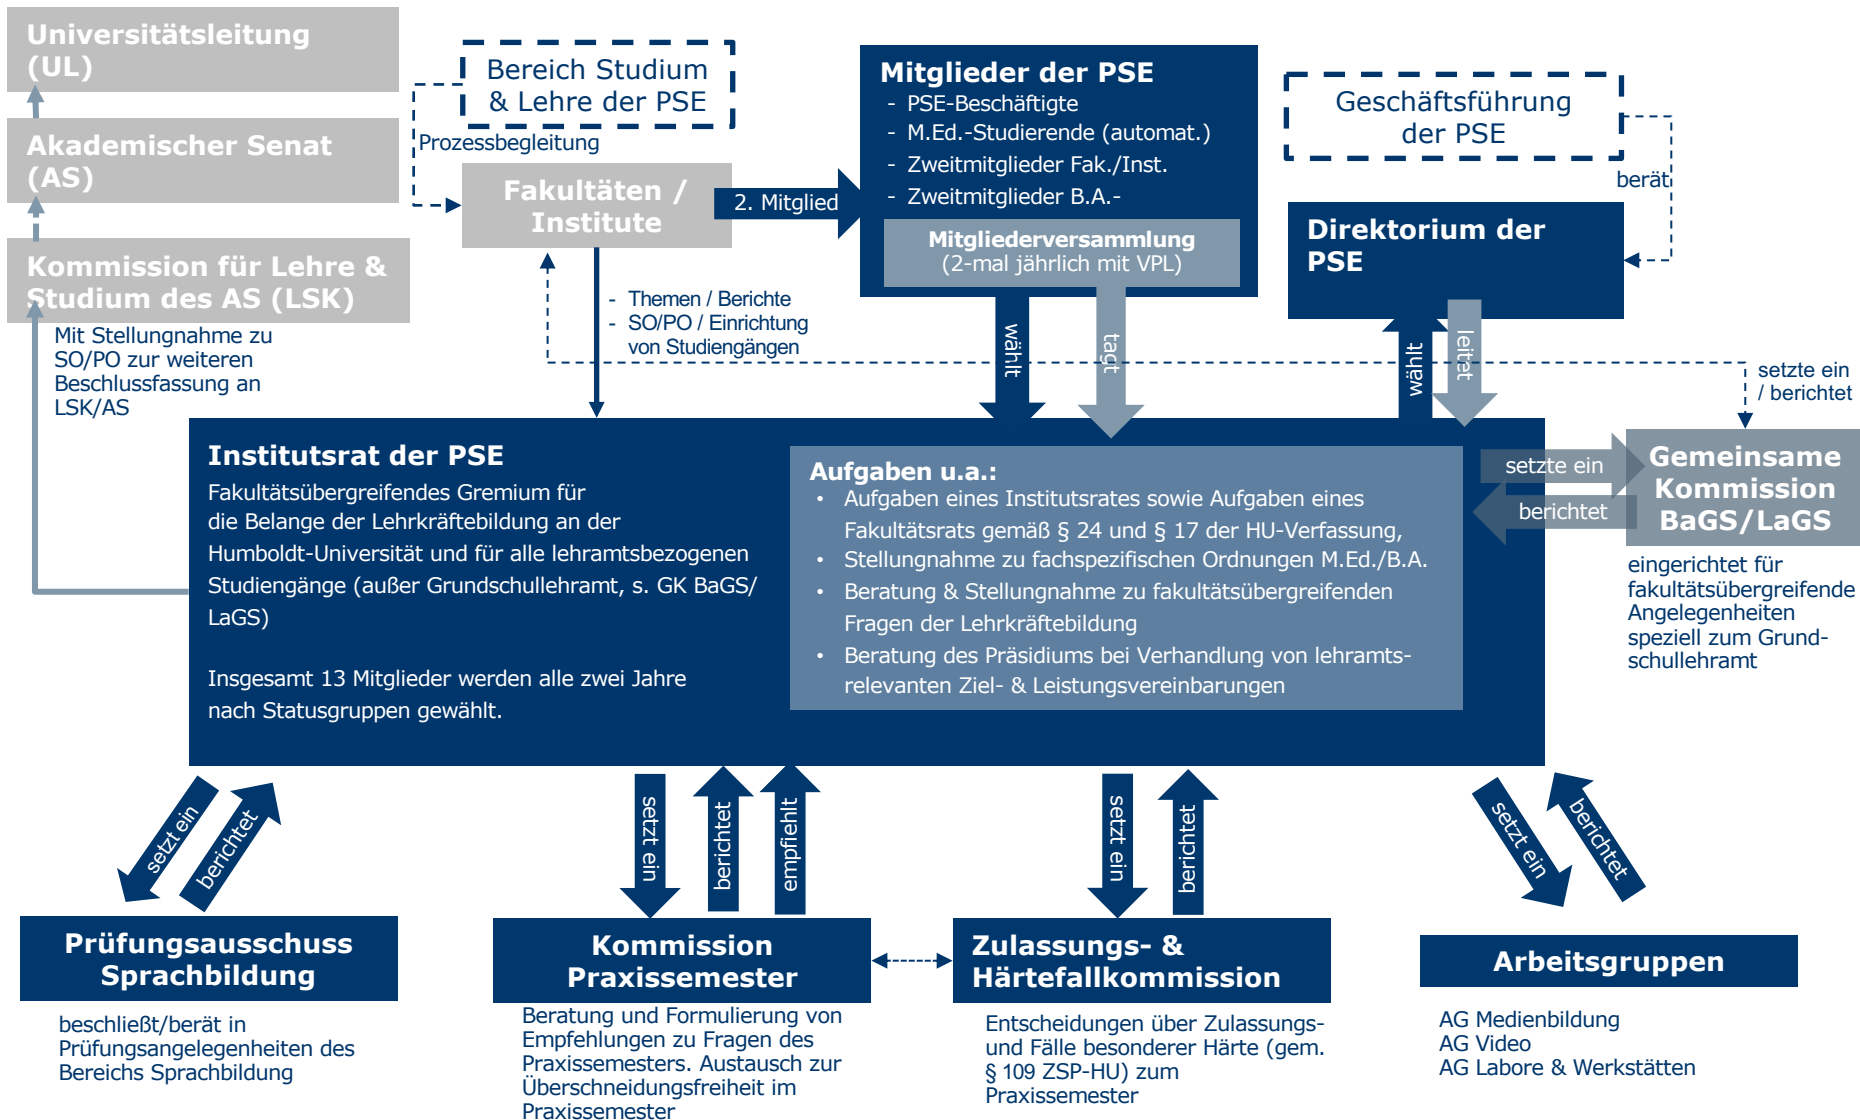 Universitätsleitung
(UL)
Akademischer Senat
(AS)
Kommission für Lehre &
Studium des AS (LSK)
Mit Stellungnahme zu
SO/PO zur weiteren
Beschlussfassung an
LSK/AS
Bereich Studium
& Lehre der PSE
Prozessbegleitung
Fakultäten /
Institute
2. Mitglied
- Themen / Berichte
- SO/PO / Einrichtung
von Studiengängen
Mitglieder der PSE
- PSE-Beschäftigte
- M.Ed.-Studierende (automat.)
- Zweitmitglieder Fak./Inst.
- Zweitmitglieder B.A.-
Mitgliederversammlung
(2-mal jährlich mit VPL)
wählt
tagt
Geschäftsführung
der PSE
berät
Direktorium der
PSE
wählt
leitet
setzte ein
/ berichtet
Institutsrat der PSE
Fakultätsübergreifendes Gremium für
die Belange der Lehrkräftebildung an der
Humboldt-Universität und für alle lehramtsbezogenen
Studiengänge (außer Grundschullehramt, s. GK BaGS/
LaGS)
Insgesamt 13 Mitglieder werden alle zwei Jahre
nach Statusgruppen gewählt.
Aufgaben u.a.:
• Aufgaben eines Institutsrates sowie Aufgaben eines
Fakultätsrats gemäß § 24 und § 17 der HU-Verfassung,
• Stellungnahme zu fachspezifischen Ordnungen M.Ed./B.A.
• Beratung & Stellungnahme zu fakultätsübergreifenden
Fragen der Lehrkräftebildung
• Beratung des Präsidiums bei Verhandlung von lehramts-
relevanten Ziel- & Leistungsvereinbarungen
setzte ein
berichtet
Gemeinsame
Kommission
BaGS/LaGS
eingerichtet für
fakultätsübergreifende
Angelegenheiten
speziell zum Grund-
schullehramt
setzt ein
berichtet
setzt ein
berichtet
empfiehlt
setzt ein
berichtet
setzt ein
berichtet
Prüfungsausschuss
Sprachbildung
beschließt/berät in
Prüfungsangelegenheiten des
Bereichs Sprachbildung
Kommission
Praxissemester
Beratung und Formulierung von
Empfehlungen zu Fragen des
Praxissemesters. Austausch zur
Überschneidungsfreiheit im
Praxissemester
Zulassungs- &
Härtefallkommission
Entscheidungen über Zulassungs-
und Fälle besonderer Härte (gem.
§ 109 ZSP-HU) zum
Praxissemester
Arbeitsgruppen
AG Medienbildung
AG Video
AG Labore & Werkstätten